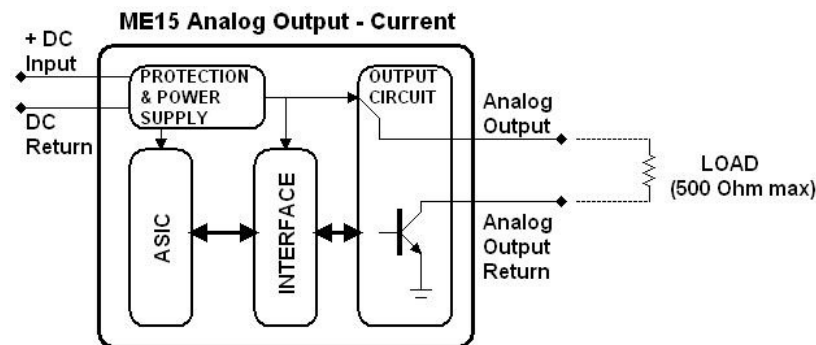 ME15 Analog Output - Current
+ DC
Input
DC
Return
PROTECTION
& POWER
SUPPLY
OUTPUT
CIRCUIT
ASIC
INTERFACE
Analog
Output
Analog
Output
Return
LOAD
(500 Ohm max)